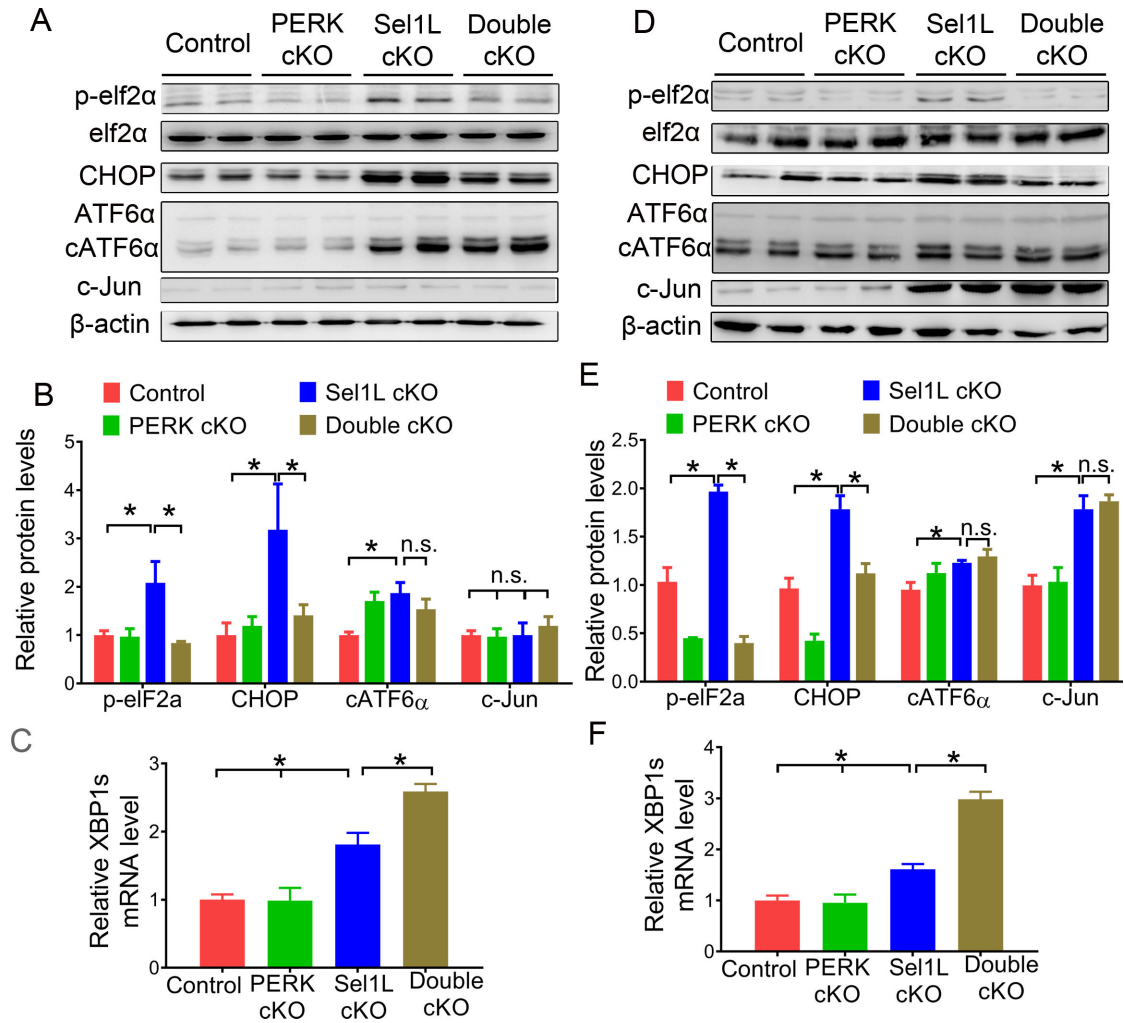 A
Control
PERK
cKO
Sel1L
cKO
Double
cKO
p-elf2α
elf2α
CHOP
ATF6α
cATF6α
c-Jun
β-actin
D
Control
PERK
cKO
Sel1L
cKO
Double
cKO
p-elf2α
elf2α
CHOP
ATF6α
cATF6α
c-Jun
β-actin
B
Control
Sel1L cKO
PERK cKO
Double cKO
Relative protein levels
5
4
3
2
1
0
* *
* *
* n.s.
n.s.
p-eIF2a CHOP cATF6α c-Jun
E
Control
Sel1L cKO
PERK cKO
Double cKO
Relative protein levels
2.5
2.0
1.5
1.0
0.5
0.0
* *
* *
* n.s.
* n.s.
p-eIF2a CHOP cATF6α c-Jun
C
Relative XBP1s
mRNA level
3
2
1
0
* *
Control
PERK
cKO
Sel1L
cKO
Double
cKO
F
Relative XBP1s
mRNA level
4
3
2
1
0
* *
Control
PERK
cKO
Sel1L
cKO
Double
cKO